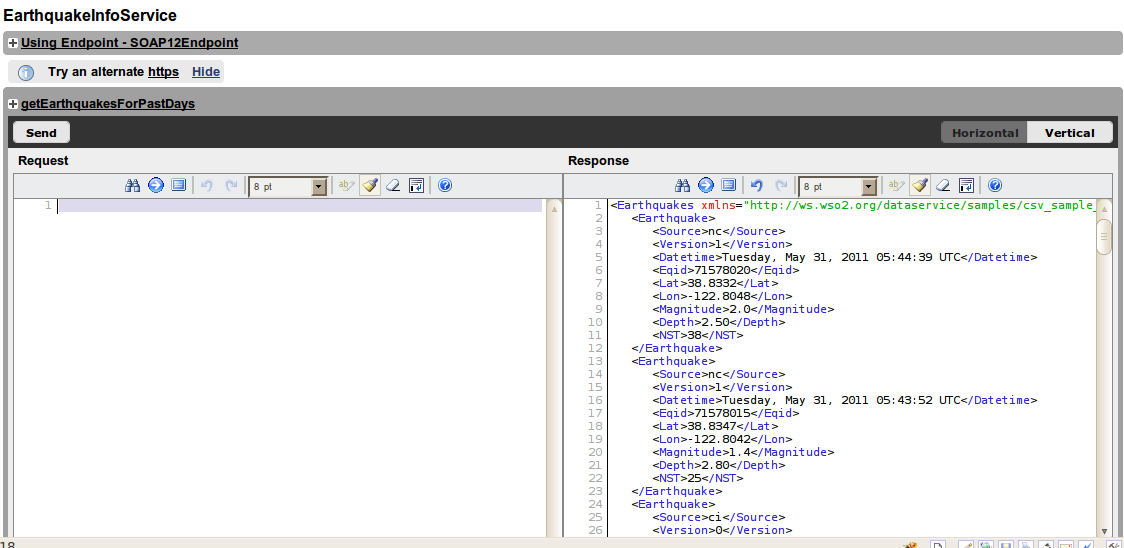 EarthquakeInfoService
Using Endpoint - SOAP12Endpoint
Try an alternate https Hide
getEarthquakesForPastDays
Send Horizontal Vertical
Request Response
8 pt 8 pt
1
1 <Earthquakes xmlns="http://ws.wso2.org/dataservice/samples/csv_sample_
2 <Earthquake>
3 <Source>nc</Source>
4 <Version>1</Version>
5 <Datetime>Tuesday, May 31, 2011 05:44:39 UTC</Datetime>
6 <Eqid>71578020</Eqid>
7 <Lat>38.8332</Lat>
8 <Lon>-122.8048</Lon>
9 <Magnitude>2.0</Magnitude>
10 <Depth>2.50</Depth>
11 <NST>38</NST>
12 </Earthquake>
13 <Earthquake>
14 <Source>nc</Source>
15 <Version>1</Version>
16 <Datetime>Tuesday, May 31, 2011 05:43:52 UTC</Datetime>
17 <Eqid>71578015</Eqid>
18 <Lat>38.8347</Lat>
19 <Lon>-122.8042</Lon>
20 <Magnitude>1.4</Magnitude>
21 <Depth>2.80</Depth>
22 <NST>25</NST>
23 </Earthquake>
24 <Earthquake>
25 <Source>ci</Source>
26 <Version>0</Version>
18